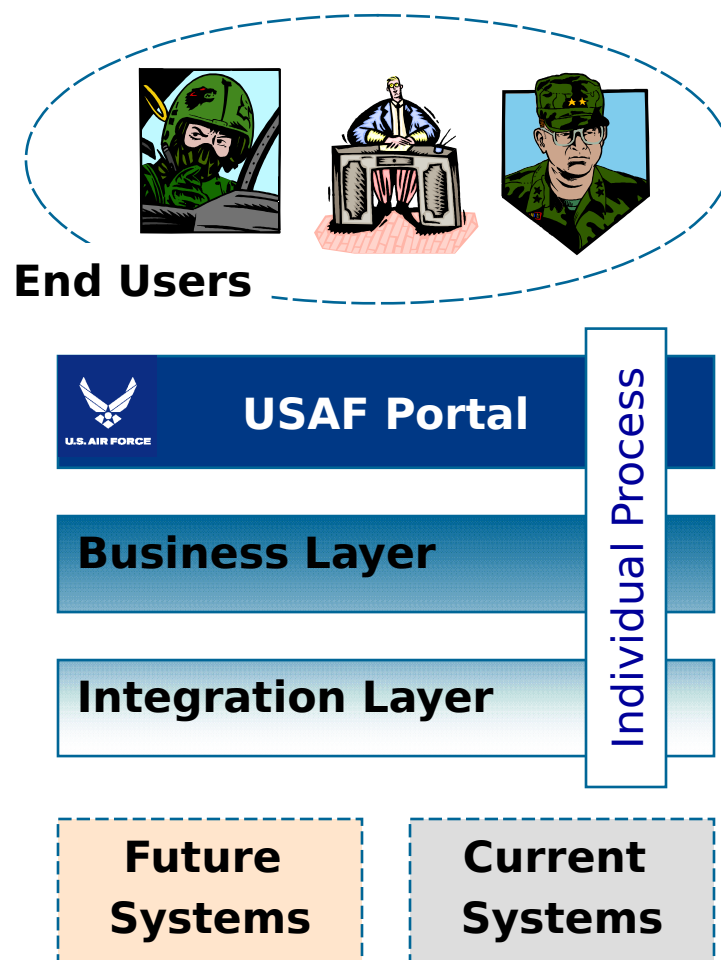 End Users
U.S. AIR FORCE
USAF Portal
Individual Process
Business Layer
Integration Layer
Future
Systems
Current
Systems